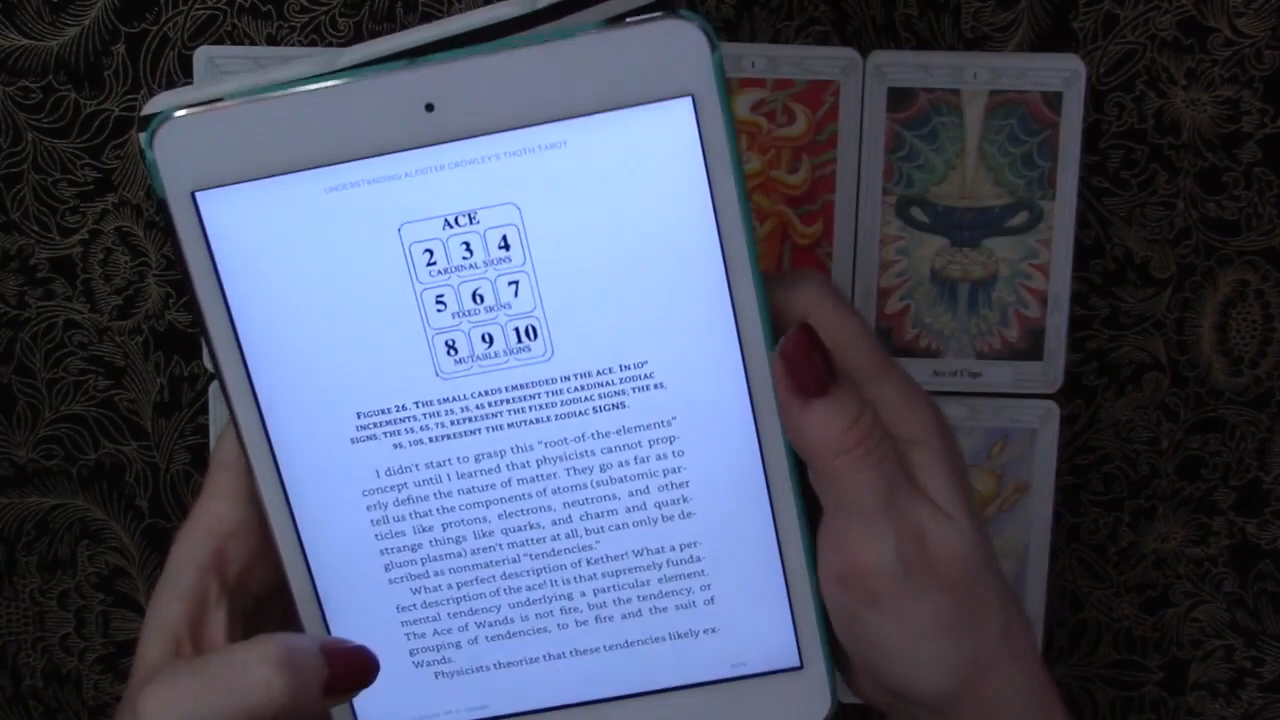 UNDERSTANDING ALEISTER CROWLEY'S THOTH TAROT
ACE
2 3 4
CARDINAL SIGNS
5 6 7
FIXED SIGNS
8 9 10
MUTABLE SIGNS
FIGURE 26. THE SMALL CARDS EMBEDDED IN THE ACE. IN 10°
INCREMENTS, THE 2S, 3S, 4S REPRESENT THE CARDINAL ZODIAC
SIGNS; THE 5S, 6S, 7S, REPRESENT THE FIXED ZODIAC SIGNS; THE 8S,
9S, 10S, REPRESENT THE MUTABLE ZODIAC SIGNS.
I didn't start to grasp this "root-of-the-elements"
concept until I learned that physicists cannot prop-
erly define the nature of matter. They go as far as to
tell us that the components of atoms (subatomic par-
ticles like protons, electrons, neutrons, and other
strange things like quarks, and charm and quark-
gluon plasma) aren't matter at all, but can only be de-
scribed as nonmaterial "tendencies."
What a perfect description of Kether! What a per-
fect description of the ace! It is that supremely funda-
mental tendency underlying a particular element.
The Ace of Wands is not fire, but the tendency, or
grouping of tendencies, to be fire and the suit of
Wands.
Physicists theorize that these tendencies likely ex-
I
I
Ace of Cups